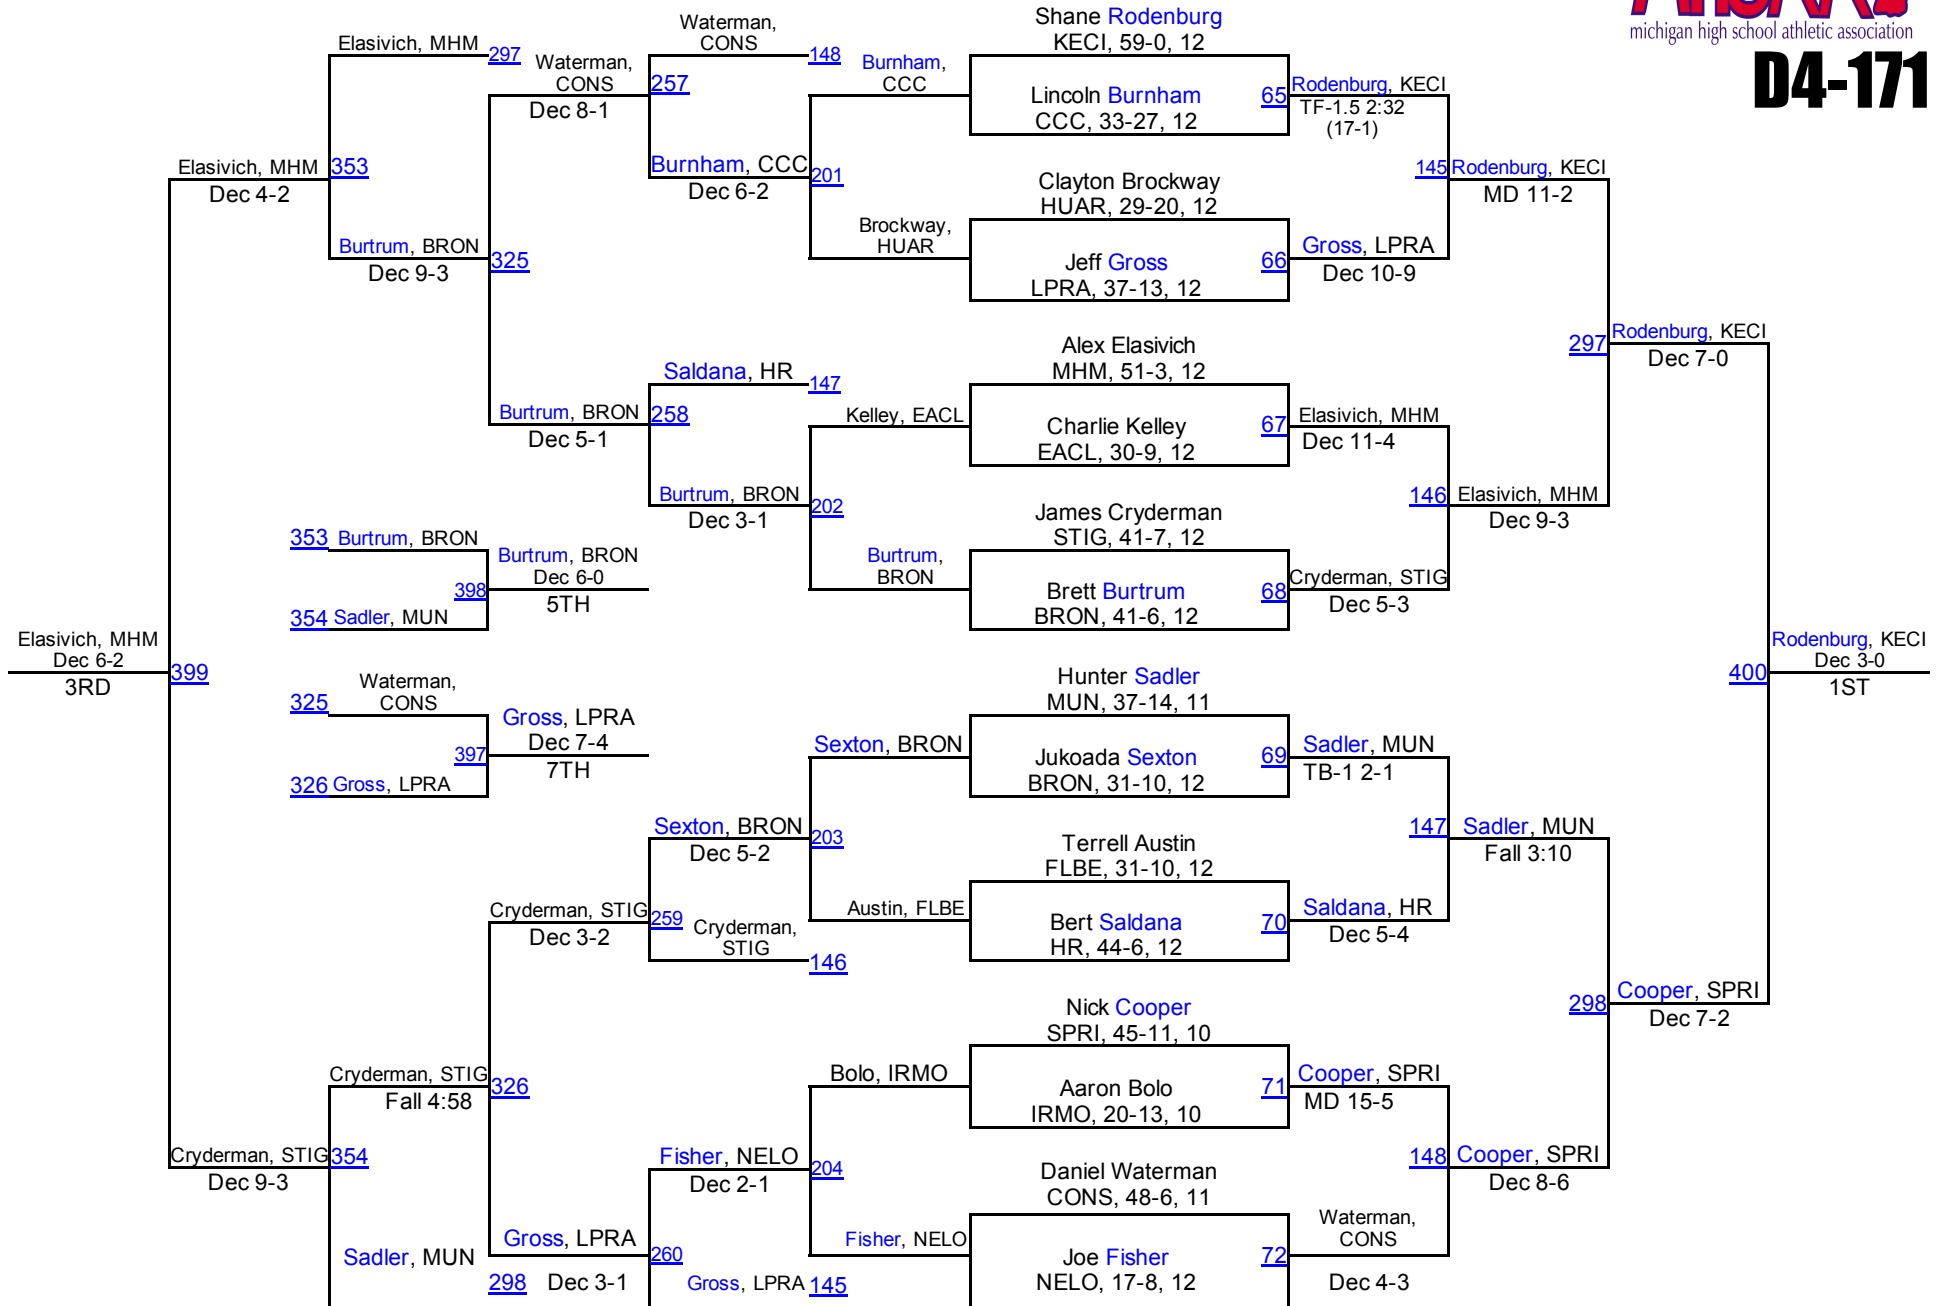 michigan high school athletic association
D4-171
Elasivich, MHM
297
Waterman,
CONS
Dec 8-1
257
Waterman,
CONS
148
Burnham,
CCC
Burnham, CCC
Dec 6-2
201
Brockway,
HUAR
Elasivich, MHM
Dec 4-2
353
Burtrum, BRON
Dec 9-3
325
Saldana, HR
147
Burtrum, BRON
Dec 5-1
258
Kelley, EACL
Burtrum, BRON
Dec 3-1
202
Burtrum,
BRON
353 Burtrum, BRON
Burtrum, BRON
Dec 6-0
398
5TH
354 Sadler, MUN
Elasivich, MHM
Dec 6-2
399
3RD
Waterman,
CONS
325
Gross, LPRA
Dec 7-4
397
7TH
326 Gross, LPRA
Sexton, BRON
Sexton, BRON
Dec 5-2
203
Austin, FLBE
Cryderman, STIG
Dec 3-2
259
Cryderman,
STIG
146
Cryderman, STIG
Fall 4:58
326
Bolo, IRMO
Cryderman, STIG
Dec 9-3
354
Fisher, NELO
Dec 2-1
204
Fisher, NELO
Sadler, MUN
298
Gross, LPRA
Dec 3-1
260
Gross, LPRA 145
Shane Rodenburg
KECI, 59-0, 12
Lincoln Burnham
CCC, 33-27, 12
65
Rodenburg, KECI
TF-1.5 2:32
(17-1)
Clayton Brockway
HUAR, 29-20, 12
Jeff Gross
LPRA, 37-13, 12
66
Gross, LPRA
Dec 10-9
145 Rodenburg, KECI
MD 11-2
Alex Elasivich
MHM, 51-3, 12
Charlie Kelley
EACL, 30-9, 12
67
Elasivich, MHM
Dec 11-4
James Cryderman
STIG, 41-7, 12
Brett Burtrum
BRON, 41-6, 12
68
Cryderman, STIG
Dec 5-3
146 Elasivich, MHM
Dec 9-3
297
Rodenburg, KECI
Dec 7-0
Hunter Sadler
MUN, 37-14, 11
Jukoada Sexton
BRON, 31-10, 12
69
Sadler, MUN
TB-1 2-1
Terrell Austin
FLBE, 31-10, 12
Bert Saldana
HR, 44-6, 12
70
Saldana, HR
Dec 5-4
147 Sadler, MUN
Fall 3:10
Nick Cooper
SPRI, 45-11, 10
Aaron Bolo
IRMO, 20-13, 10
71
Cooper, SPRI
MD 15-5
Daniel Waterman
CONS, 48-6, 11
Joe Fisher
NELO, 17-8, 12
72
Waterman,
CONS
Dec 4-3
148 Cooper, SPRI
Dec 8-6
298
Cooper, SPRI
Dec 7-2
400
Rodenburg, KECI
Dec 3-0
1ST